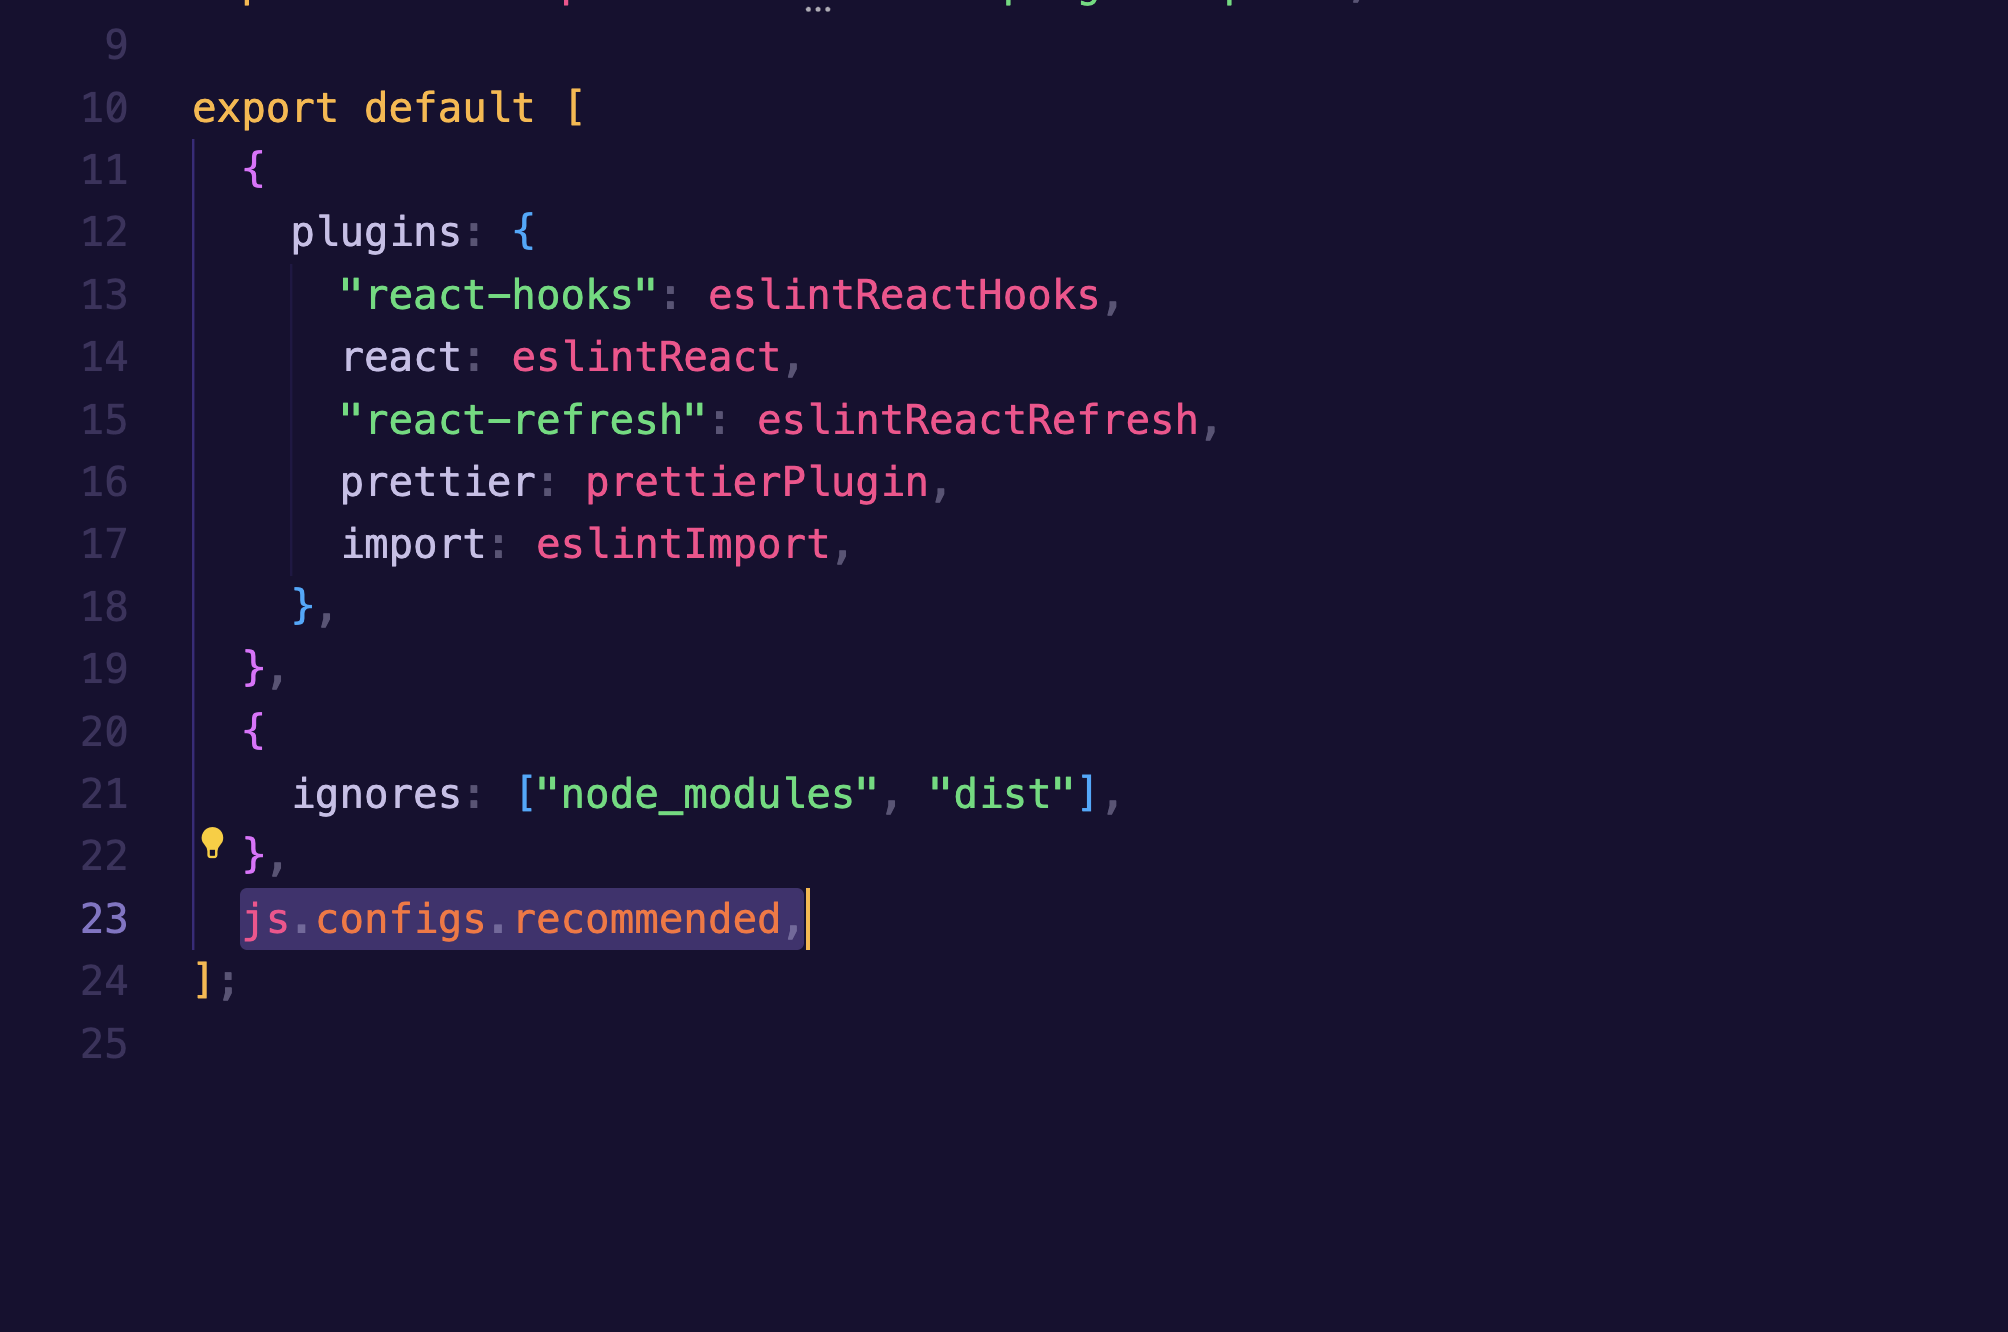 9
10 export default [
11 {
12 plugins: {
13 "react-hooks": eslintReactHooks,
14 react: eslintReact,
15 "react-refresh": eslintReactRefresh,
16 prettier: prettierPlugin,
17 import: eslintImport,
18 },
19 },
20 {
21 ignores: ["node_modules", "dist"],
22 },
23 js.configs.recommended,
24 ];
25